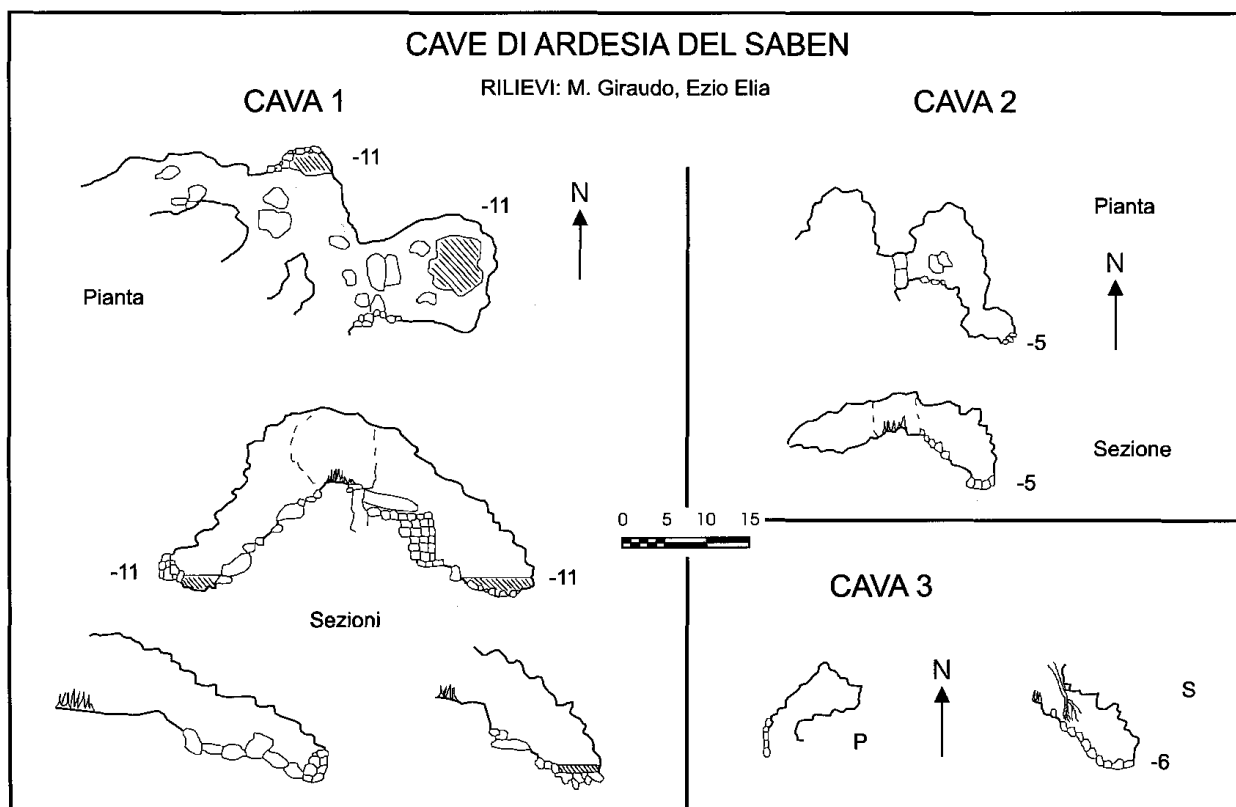 CAVE DI ARDESIA DEL SABEN
RILIEVI: M. Giraudo, Ezio Elia
CAVA 1
-11
-11
N
Pianta
-11
-11
Sezioni
CAVA 2
Pianta
N
-5
Sezione
-5
0 5 10 15
CAVA 3
N
P
S
-6